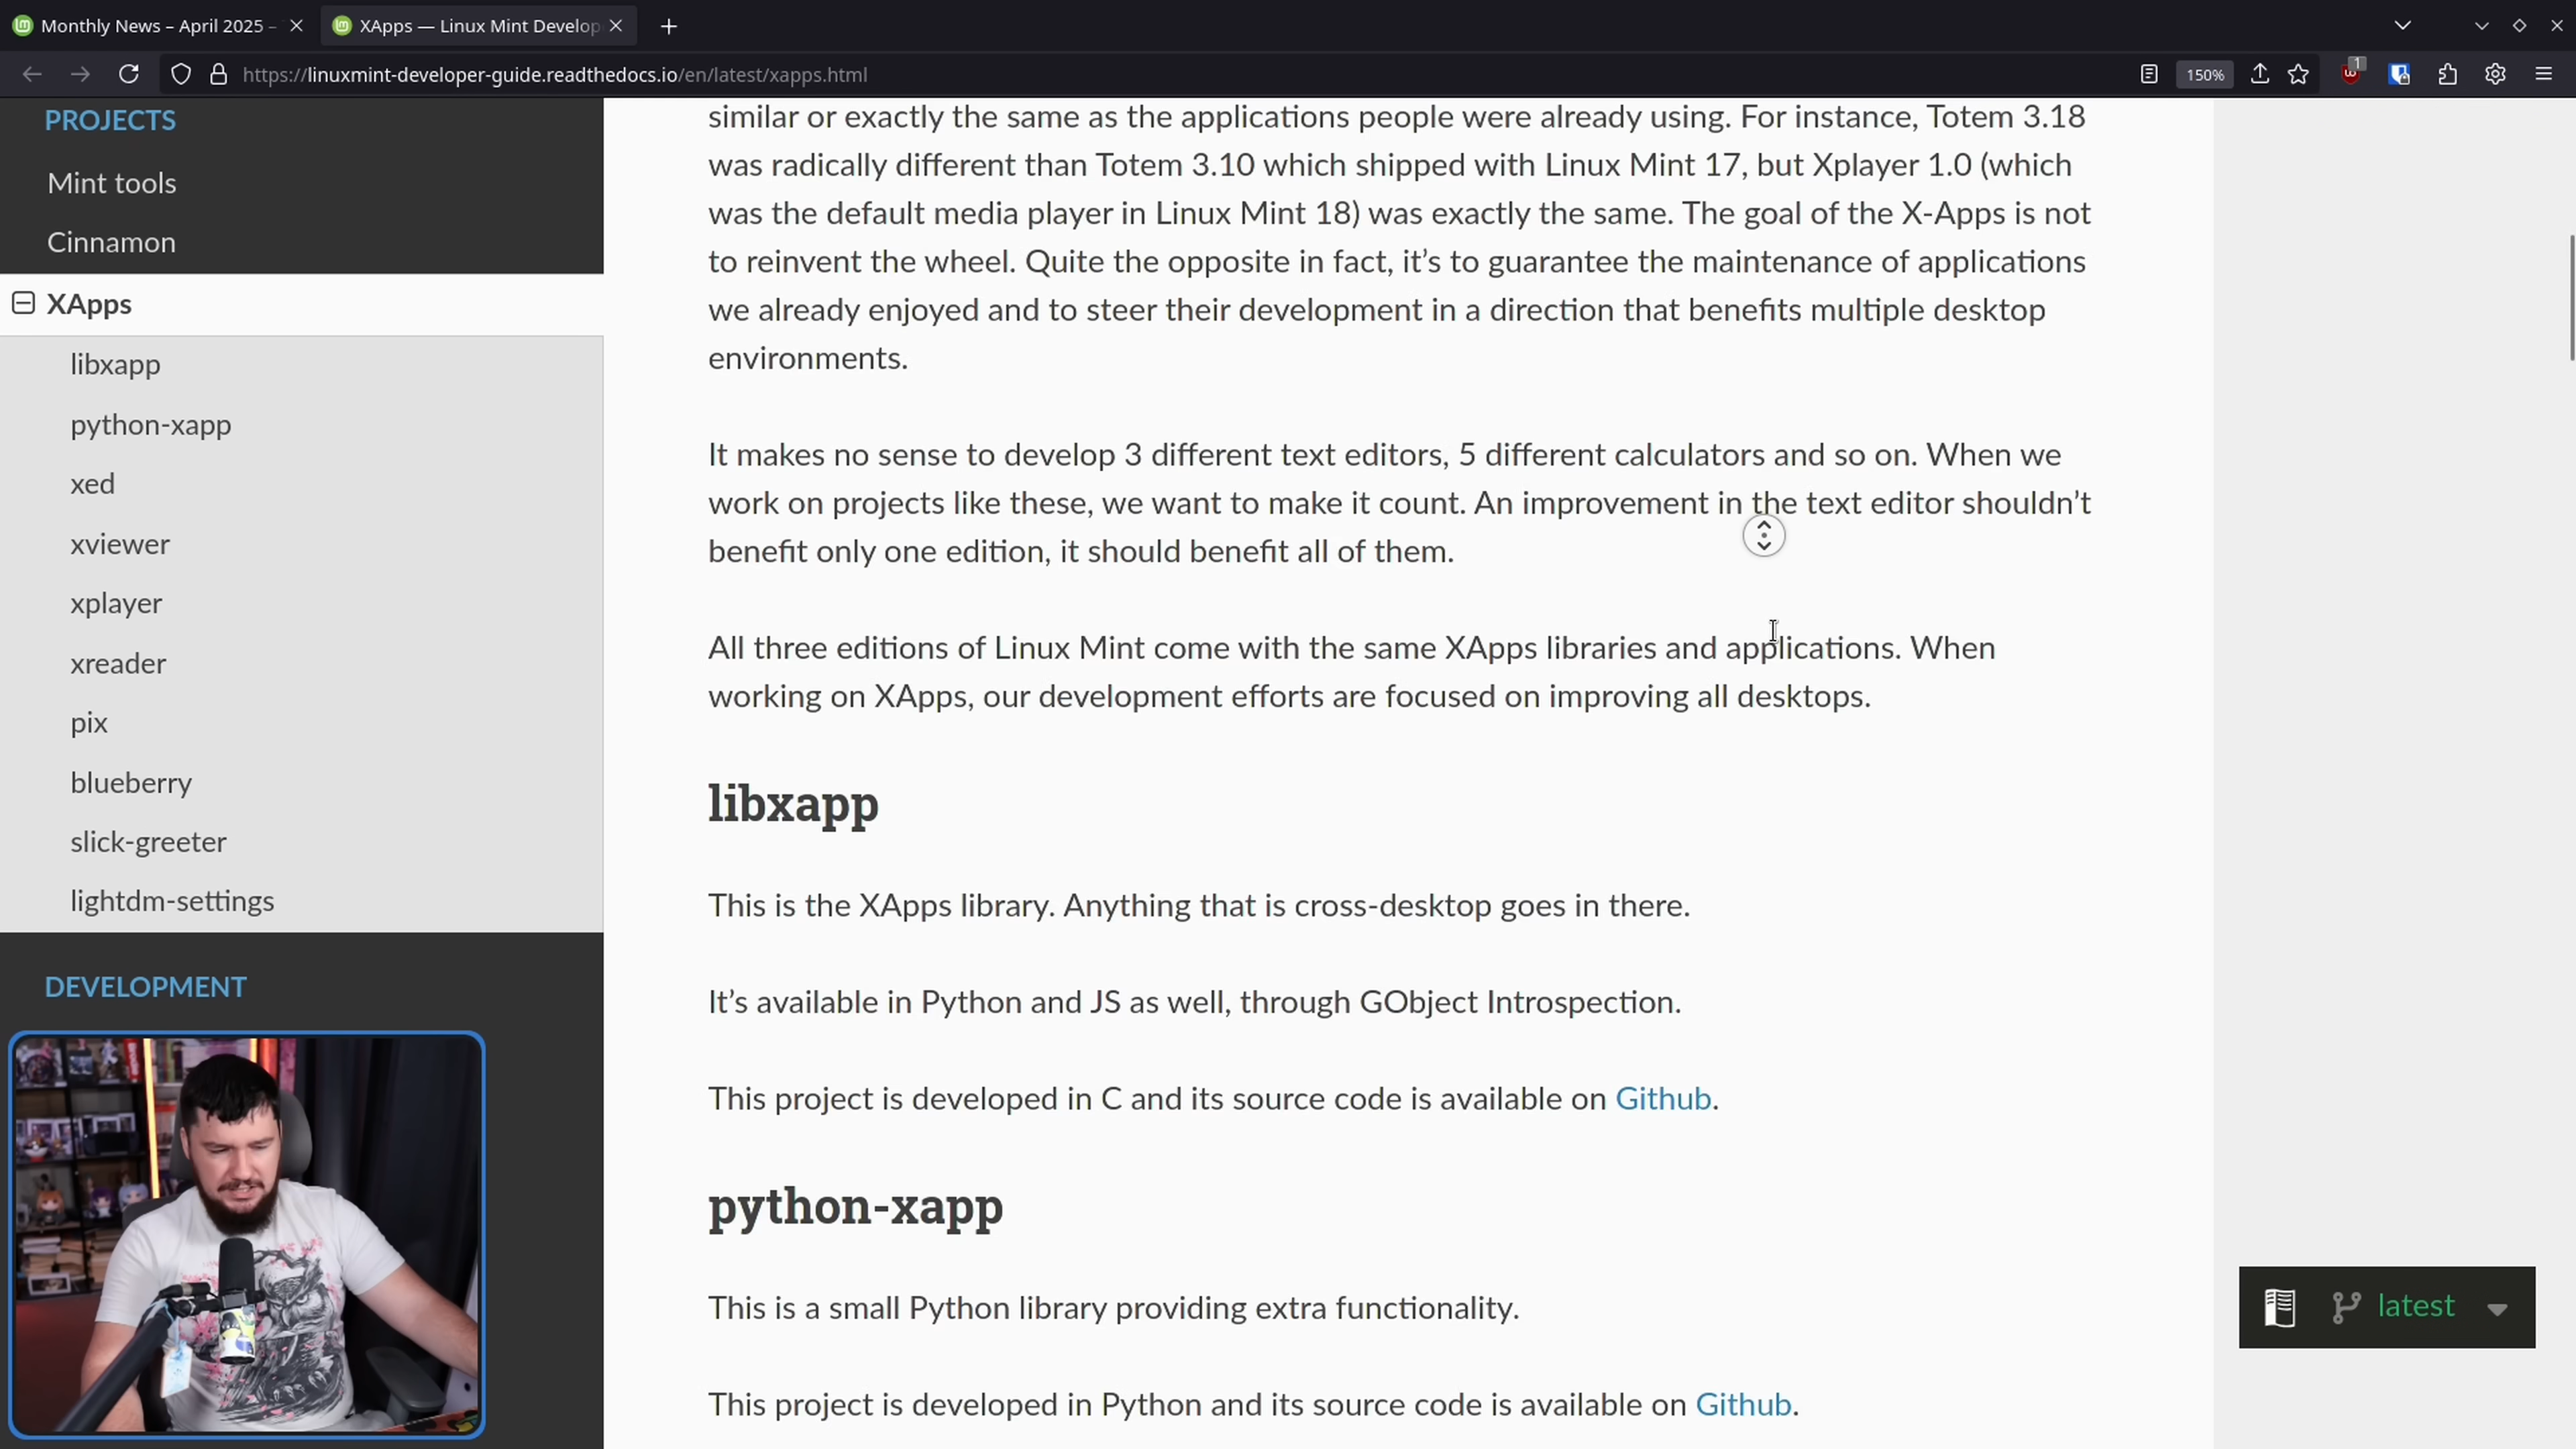 Monthly News – April 2025 –
XApps — Linux Mint Develop
https://linuxmint-developer-guide.readthedocs.io/en/latest/xapps.html
150%
1
PROJECTS
Mint tools
Cinnamon
XApps
libxapp
python-xapp
xed
xviewer
xplayer
xreader
pix
blueberry
slick-greeter
lightdm-settings
DEVELOPMENT
similar or exactly the same as the applications people were already using. For instance, Totem 3.18
was radically different than Totem 3.10 which shipped with Linux Mint 17, but Xplayer 1.0 (which
was the default media player in Linux Mint 18) was exactly the same. The goal of the X-Apps is not
to reinvent the wheel. Quite the opposite in fact, it’s to guarantee the maintenance of applications
we already enjoyed and to steer their development in a direction that benefits multiple desktop
environments.
It makes no sense to develop 3 different text editors, 5 different calculators and so on. When we
work on projects like these, we want to make it count. An improvement in the text editor shouldn’t
benefit only one edition, it should benefit all of them.
All three editions of Linux Mint come with the same XApps libraries and applications. When
working on XApps, our development efforts are focused on improving all desktops.
libxapp
This is the XApps library. Anything that is cross-desktop goes in there.
It’s available in Python and JS as well, through GObject Introspection.
This project is developed in C and its source code is available on Github.
python-xapp
This is a small Python library providing extra functionality.
This project is developed in Python and its source code is available on Github.
latest